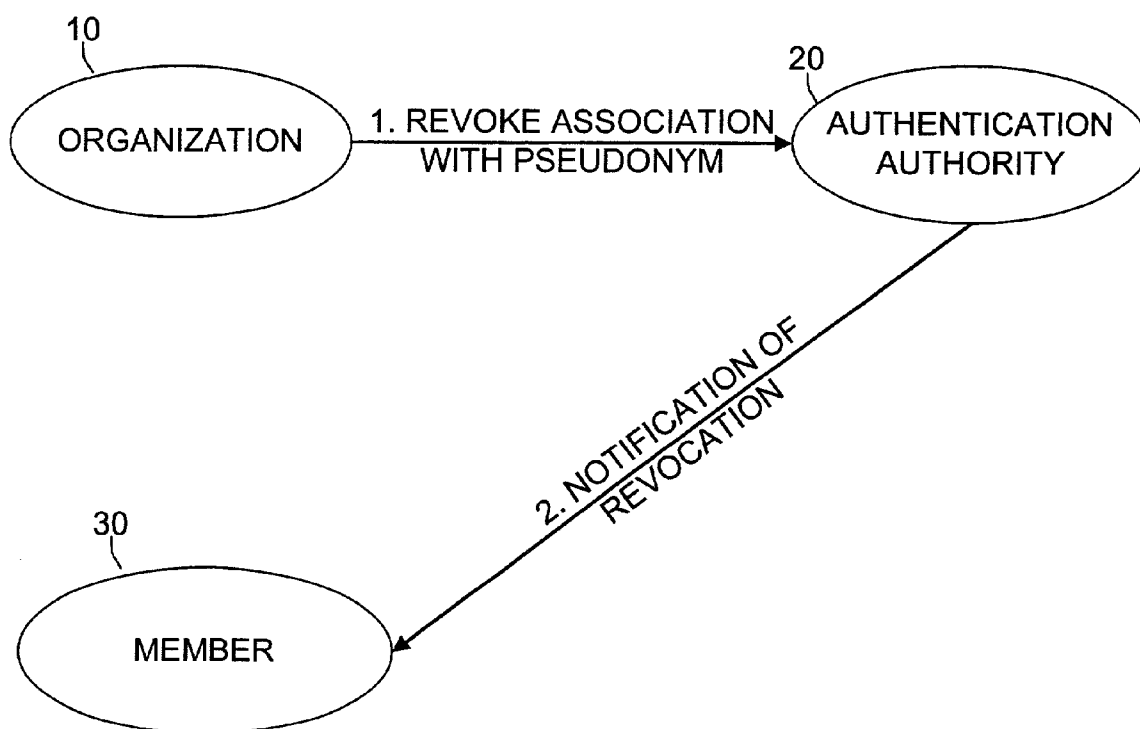 10
ORGANIZATION
1. REVOKE ASSOCIATION
WITH PSEUDONYM
20
AUTHENTICATION
AUTHORITY
2. NOTIFICATION OF
REVOCATION
30
MEMBER